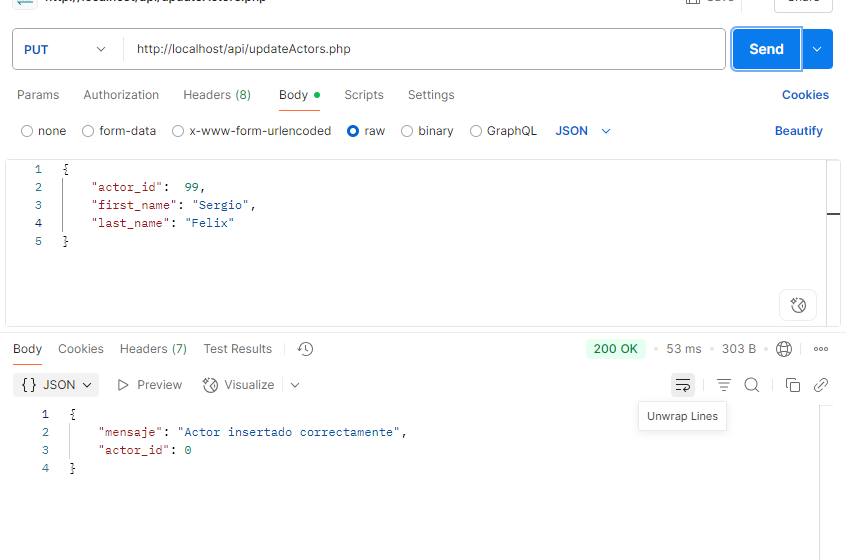 http://localhost/api/updateActors.php
Save
Share
PUT
http://localhost/api/updateActors.php
Send
Params Authorization Headers (8) Body Scripts Settings Cookies
none form-data x-www-form-urlencoded raw binary GraphQL JSON Beautify
1 {
2 "actor_id": 99,
3 "first_name": "Sergio",
4 "last_name": "Felix"
5 }
Body Cookies Headers (7) Test Results 200 OK • 53 ms • 303 B •
{} JSON Preview Visualize
Unwrap Lines
1 {
2 "mensaje": "Actor insertado correctamente",
3 "actor_id": 0
4 }